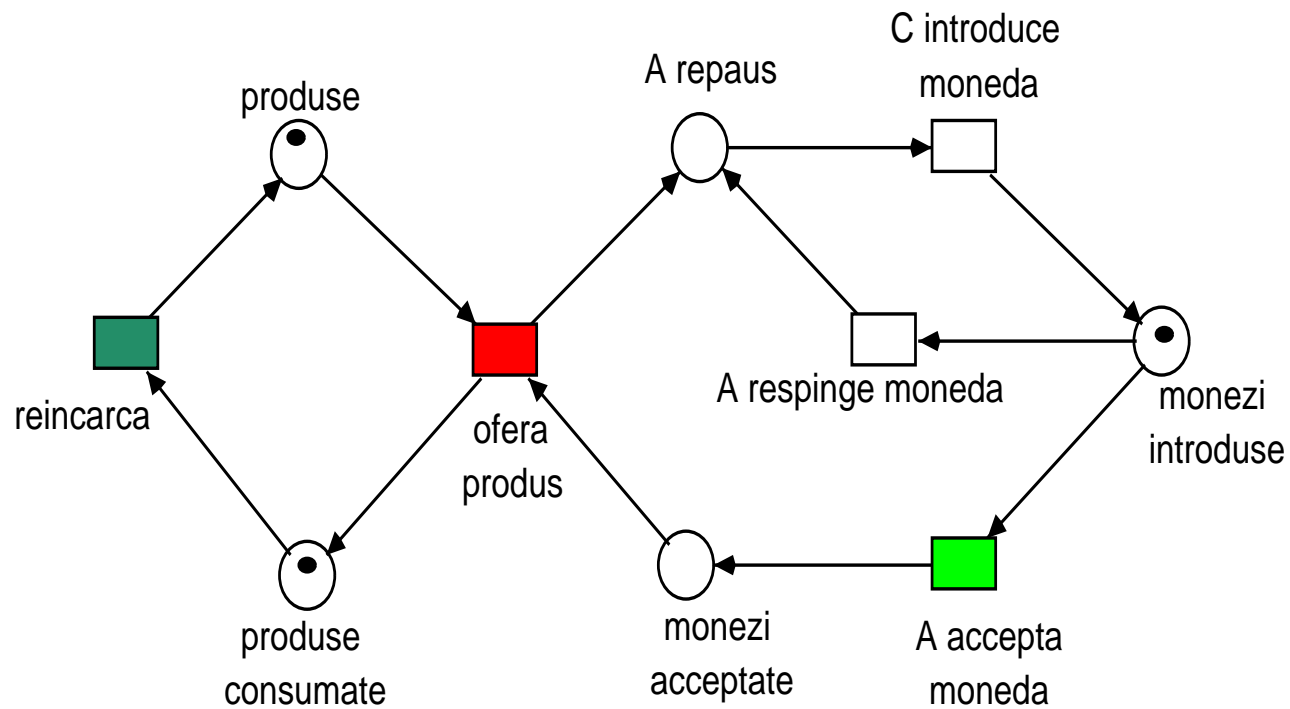 C introduce
moneda
A repaus
produse
A respinge moneda
monezi
introduse
reincarca
ofera
produs
produse
consumate
monezi
acceptate
A accepta
moneda